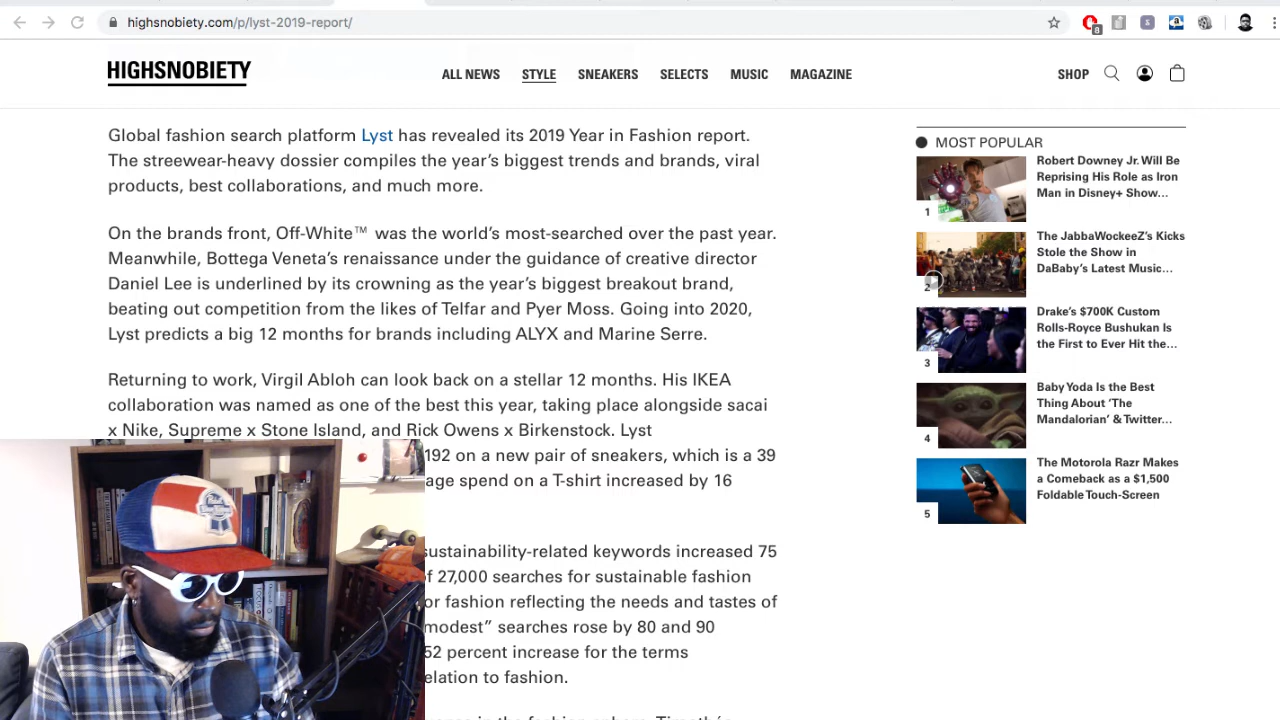 highsnobiety.com/p/lyst-2019-report/
8
HIGHSNOBIETY
ALL NEWS
STYLE
SNEAKERS
SELECTS
MUSIC
MAGAZINE
SHOP
Global fashion search platform Lyst has revealed its 2019 Year in Fashion report.
The streewear-heavy dossier compiles the year's biggest trends and brands, viral
products, best collaborations, and much more.
On the brands front, Off-White™ was the world's most-searched over the past year.
Meanwhile, Bottega Veneta's renaissance under the guidance of creative director
Daniel Lee is underlined by its crowning as the year's biggest breakout brand,
beating out competition from the likes of Telfar and Pyer Moss. Going into 2020,
Lyst predicts a big 12 months for brands including ALYX and Marine Serre.
Returning to work, Virgil Abloh can look back on a stellar 12 months. His IKEA
collaboration was named as one of the best this year, taking place alongside sacai
x Nike, Supreme x Stone Island, and Rick Owens x Birkenstock. Lyst
192 on a new pair of sneakers, which is a 39
age spend on a T-shirt increased by 16
sustainability-related keywords increased 75
f 27,000 searches for sustainable fashion
or fashion reflecting the needs and tastes of
modest" searches rose by 80 and 90
52 percent increase for the terms
elation to fashion.
MOST POPULAR
Robert Downey Jr. Will Be
Reprising His Role as Iron
Man in Disney+ Show...
1
The JabbaWockeeZ's Kicks
Stole the Show in
DaBaby's Latest Music...
2
Drake's $700K Custom
Rolls-Royce Bushukan Is
the First to Ever Hit the...
3
Baby Yoda Is the Best
Thing About 'The
Mandalorian' & Twitter...
4
The Motorola Razr Makes
a Comeback as a $1,500
Foldable Touch-Screen
5